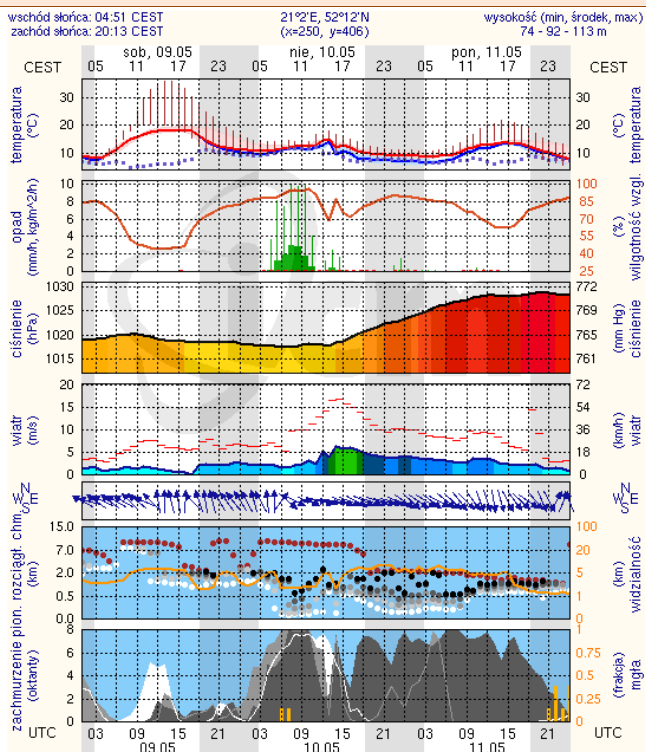 wschód słońca: 04:51 CEST 21°2'E, 52°12'N wysokość (min, środek, max)
zachód słońca: 20:13 CEST (x=250, y=406) 74 - 92 - 113 m
sob, 09.05 nie, 10.05 pon, 11.05
CEST 05 11 17 23 05 11 17 23 05 11 17 23 CEST
temperatura (°C) 30 20 10 30 20 10 (°C) temperatura
opad (mm/h, kg/m^2/h) 10 8 6 4 2 0 100 85 70 55 40 25 (%) wilgotność wzgl.
ciśnienie (hPa) 1030 1025 1020 1015 772 769 765 761 (mm Hg) ciśnienie
wiatr (m/s) 20 15 10 5 0 72 54 36 18 0 (km/h) wiatr
N W E S N W E S
pion. rozciągł. chm. (km) 15.0 7.0 2.0 0.5 0.0 100 20 5 1 0 (km) widzialność
zachmurzenie (oktanty) 8 6 4 2 0 1 0.75 0.5 0.25 0 (frakcja) mgła
UTC 03 09 15 21 03 09 15 21 03 09 15 21 UTC
09.05 10.05 11.05